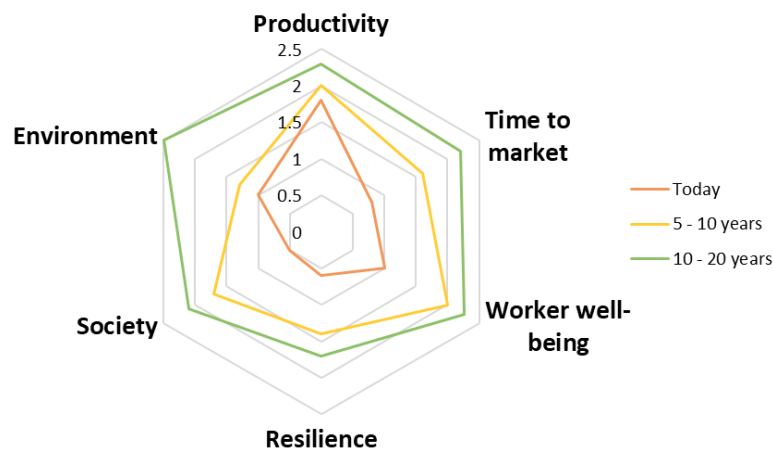 Productivity
2.5
2
1.5
1
0.5
0
Environment
Time to
market
Today
5 - 10 years
10 - 20 years
Society
Worker well-
being
Resilience